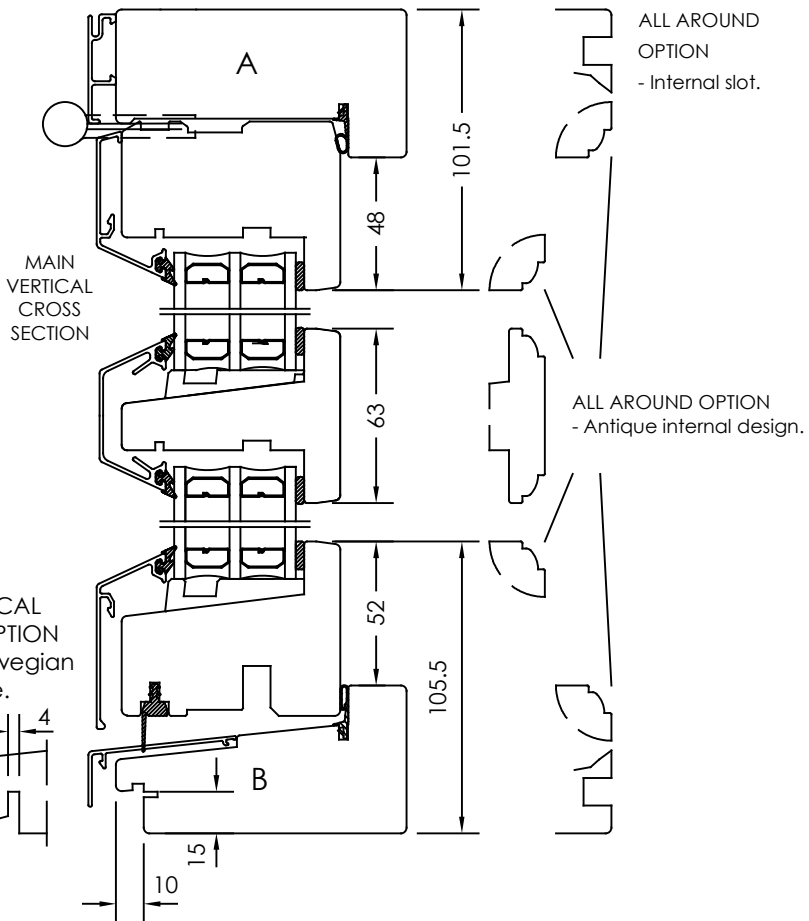 ALL AROUND
OPTION
- Internal slot.
A
101.5
48
MAIN
VERTICAL
CROSS
SECTION
63
ALL AROUND OPTION
- Antique internal design.
52
105.5
CAL
PTION
vegian
e.
4
B
15
10